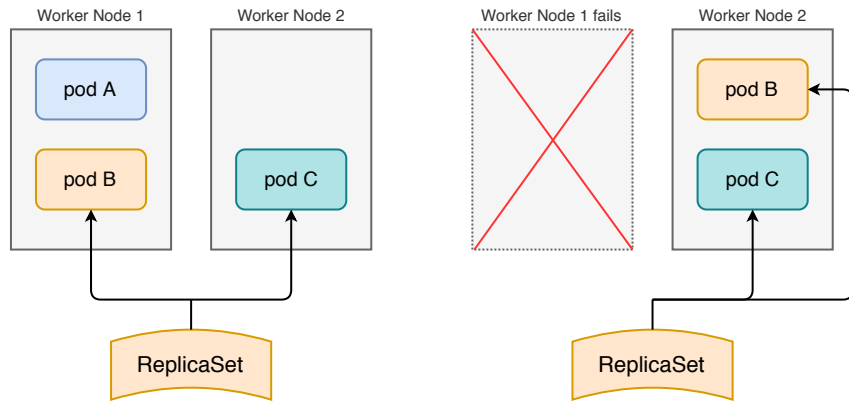 Worker Node 1
Worker Node 2
pod A
pod B
pod C
ReplicaSet
Worker Node 1 fails
Worker Node 2
pod B
pod C
ReplicaSet